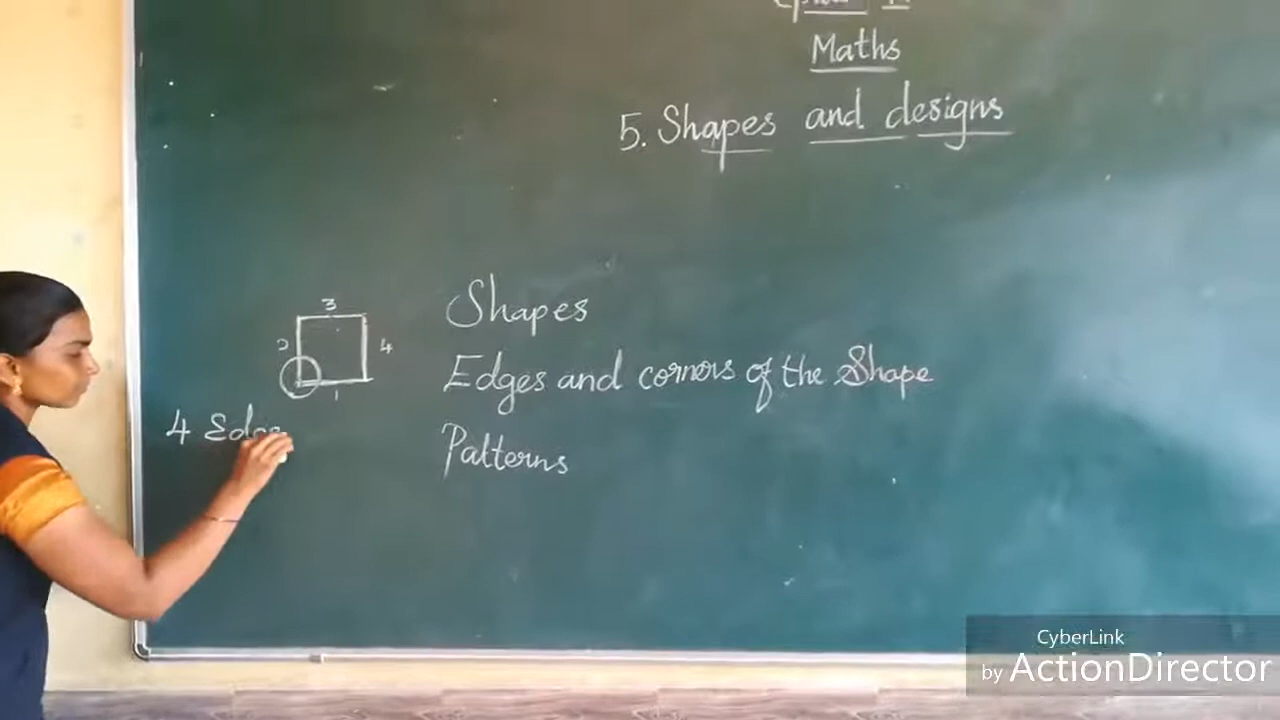 Maths
5. Shapes and designs
3
4
1
Shapes
Edges and corners of the Shape
4
Patterns
CyberLink
by ActionDirector